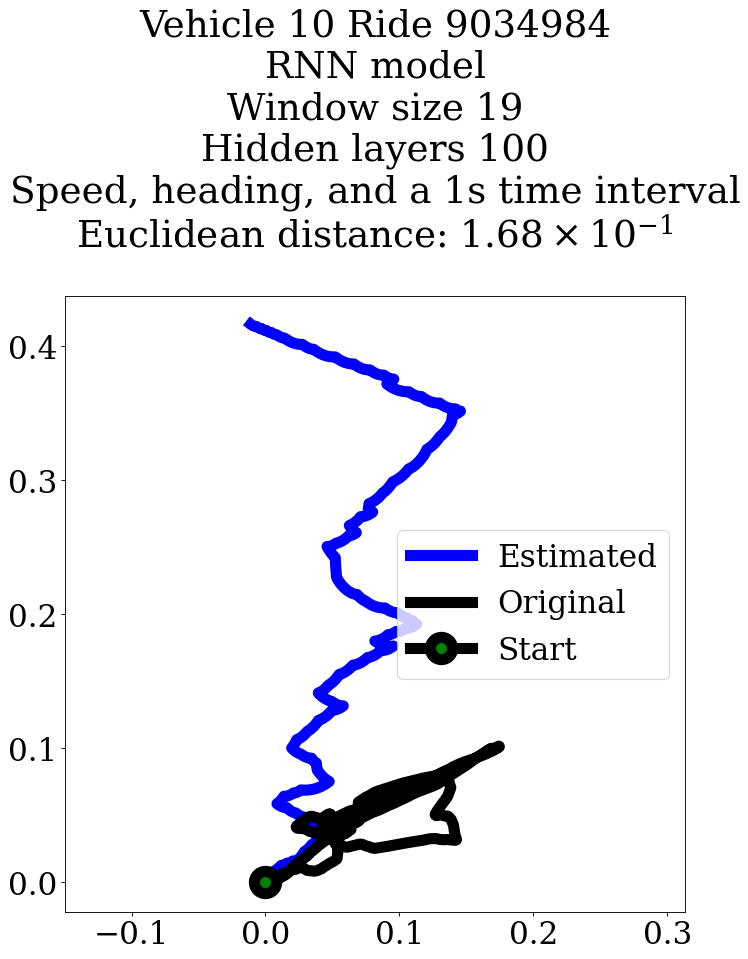 Vehicle 10 Ride 9034984
RNN model
Window size 19
Hidden layers 100
Speed, heading, and a 1s time interval
Euclidean distance: 1.68 × 10⁻¹
0.4
0.3
0.2
0.1
0.0
Estimated
Original
Start
−0.1 0.0 0.1 0.2 0.3